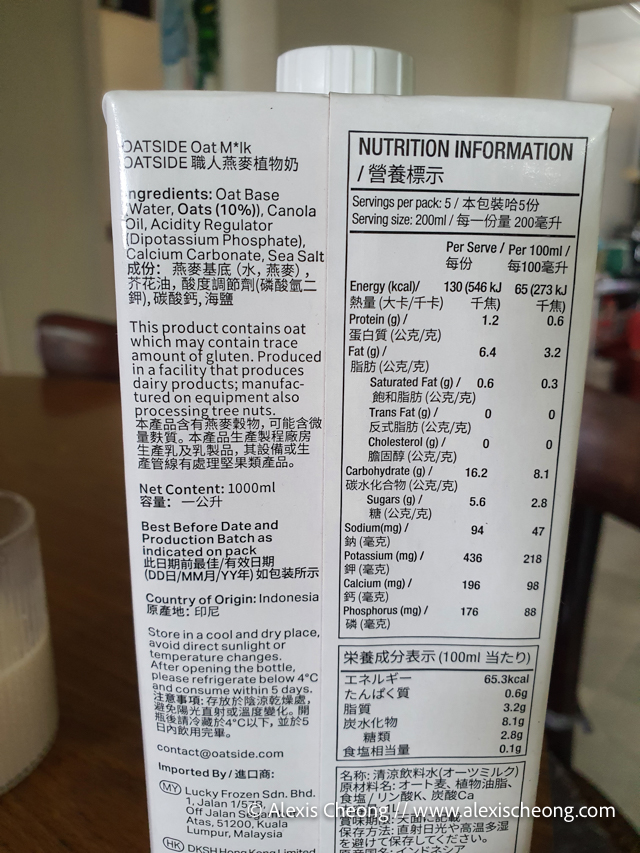 OATSIDE Oat M*lk
OATSIDE 職人燕麥植物奶
Ingredients: Oat Base
(Water, Oats (10%)), Canola
Oil, Acidity Regulator
(Dipotassium Phosphate),
Calcium Carbonate, Sea Salt
成份: 燕麥基底 (水, 燕麥) ,
芥花油, 酸度調節劑(磷酸氫二
鉀), 碳酸鈣, 海鹽
This product contains oat
which may contain trace
amount of gluten. Produced
in a facility that produces
dairy products; manufac-
tured on equipment also
processing tree nuts.
本產品含有燕麥穀物, 可能含微
量麩質。本產品生產製程廠房
生產乳及乳製品, 其設備或生
產管線有處理堅果類產品。
Net Content: 1000ml
容量: 一公升
Best Before Date and
Production Batch as
indicated on pack
此日期前最佳/有效日期
(DD日/MM月/YY年) 如包裝所示
Country of Origin: Indonesia
原產地: 印尼
Store in a cool and dry place,
avoid direct sunlight or
temperature changes.
After opening the bottle,
please refrigerate below 4°C
and consume within 5 days.
注意事項: 存放於陰涼乾燥處,
避免陽光直射或溫度變化。開
瓶後請冷藏於4°C以下, 並於5
日內飲用完畢。
contact@oatside.com
Imported By / 進口商:
MY Lucky Frozen Sdn. Bhd.
1, Jalan 1/57B,
Off Jalan Segambut
Atas, 51200, Kuala
Lumpur, Malaysia
HK DKSH Hong Kong Limited
NUTRITION INFORMATION
/ 營養標示
Servings per pack: 5 / 本包裝哈5份
Serving size: 200ml / 每一份量 200毫升
Per Serve / Per 100ml /
每份 每100毫升
Energy (kcal)/ 130 (546 kJ 65 (273 kJ
熱量 (大卡/千卡) 千焦) 千焦)
Protein (g) / 1.2 0.6
蛋白質 (公克/克)
Fat (g) / 6.4 3.2
脂肪 (公克/克)
Saturated Fat (g) / 0.6 0.3
飽和脂肪 (公克/克)
Trans Fat (g) / 0 0
反式脂肪 (公克/克)
Cholesterol (g) / 0 0
膽固醇 (公克/克)
Carbohydrate (g) / 16.2 8.1
碳水化合物 (公克/克)
Sugars (g) / 5.6 2.8
糖 (公克/克)
Sodium(mg) / 94 47
鈉 (毫克)
Potassium (mg) / 436 218
鉀 (毫克)
Calcium (mg) / 196 98
鈣 (毫克)
Phosphorus (mg) / 176 88
磷 (毫克)
栄養成分表示 (100ml 当たり)
エネルギー 65.3kcal
たんぱく質 0.6g
脂質 3.2g
炭水化物 8.1g
糖類 2.8g
食塩相当量 0.1g
名称: 清涼飲料水(オーツミルク)
原材料名: オート麦、植物油脂、
食塩 / リン酸K、炭酸Ca
賞味期限: 天面に記載
保存方法: 直射日光や高温多湿
を避けて保存してください。
原産国名: インドネシア
© Alexis Cheong // www.alexischeong.com